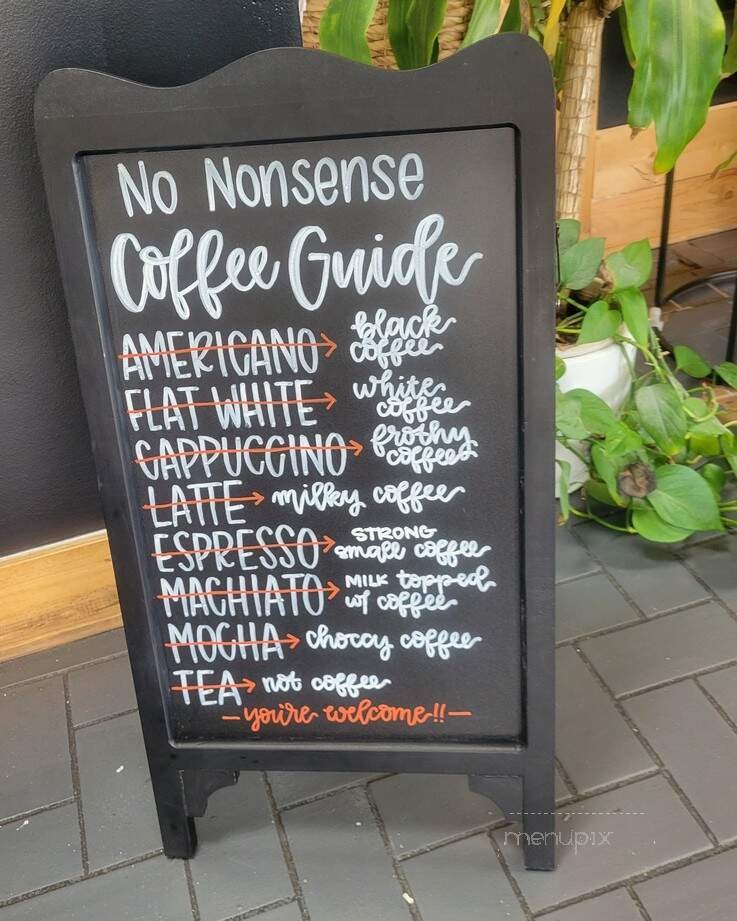 No Nonsense
Coffee Guide
AMERICANO → black coffee
FLAT WHITE → white coffee
CAPPUCCINO → frothy coffee
LATTE → milky coffee
ESPRESSO → STRONG small coffee
MACHIATO → MILK topped w/ coffee
MOCHA → choccy coffee
TEA → not coffee
- you're welcome!! -
menupix